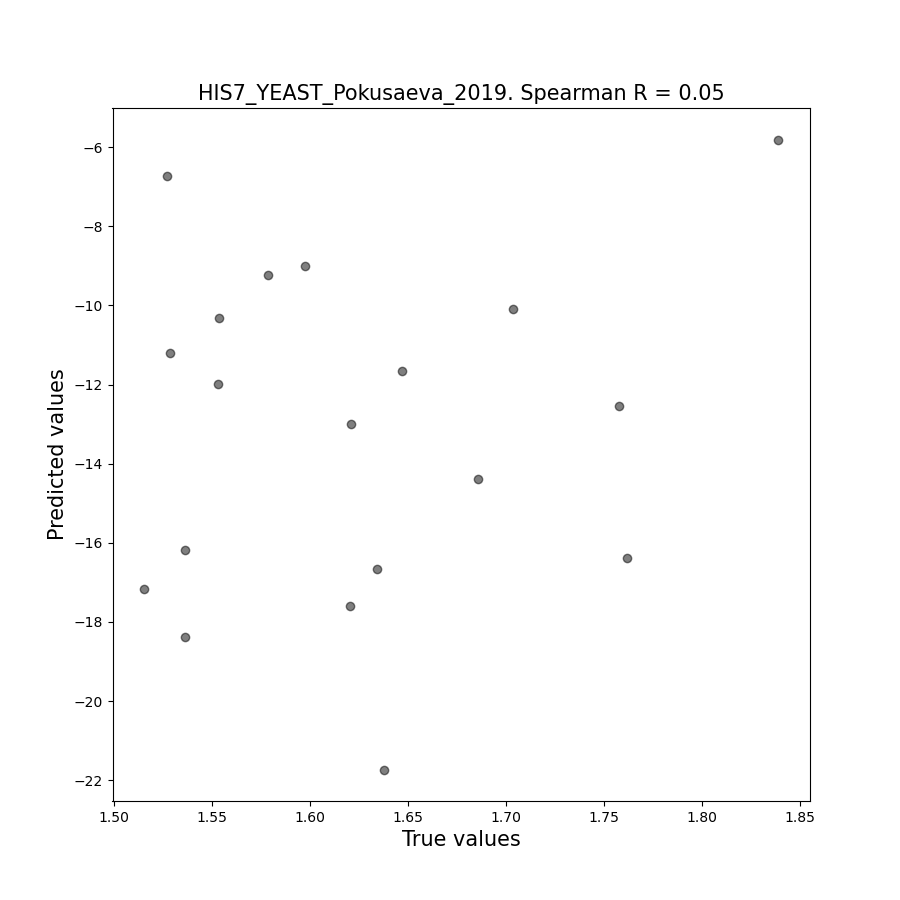 HIS7_YEAST_Pokusaeva_2019. Spearman R = 0.05
Predicted values
−6
−8
−10
−12
−14
−16
−18
−20
−22
1.50 1.55 1.60 1.65 1.70 1.75 1.80 1.85
True values